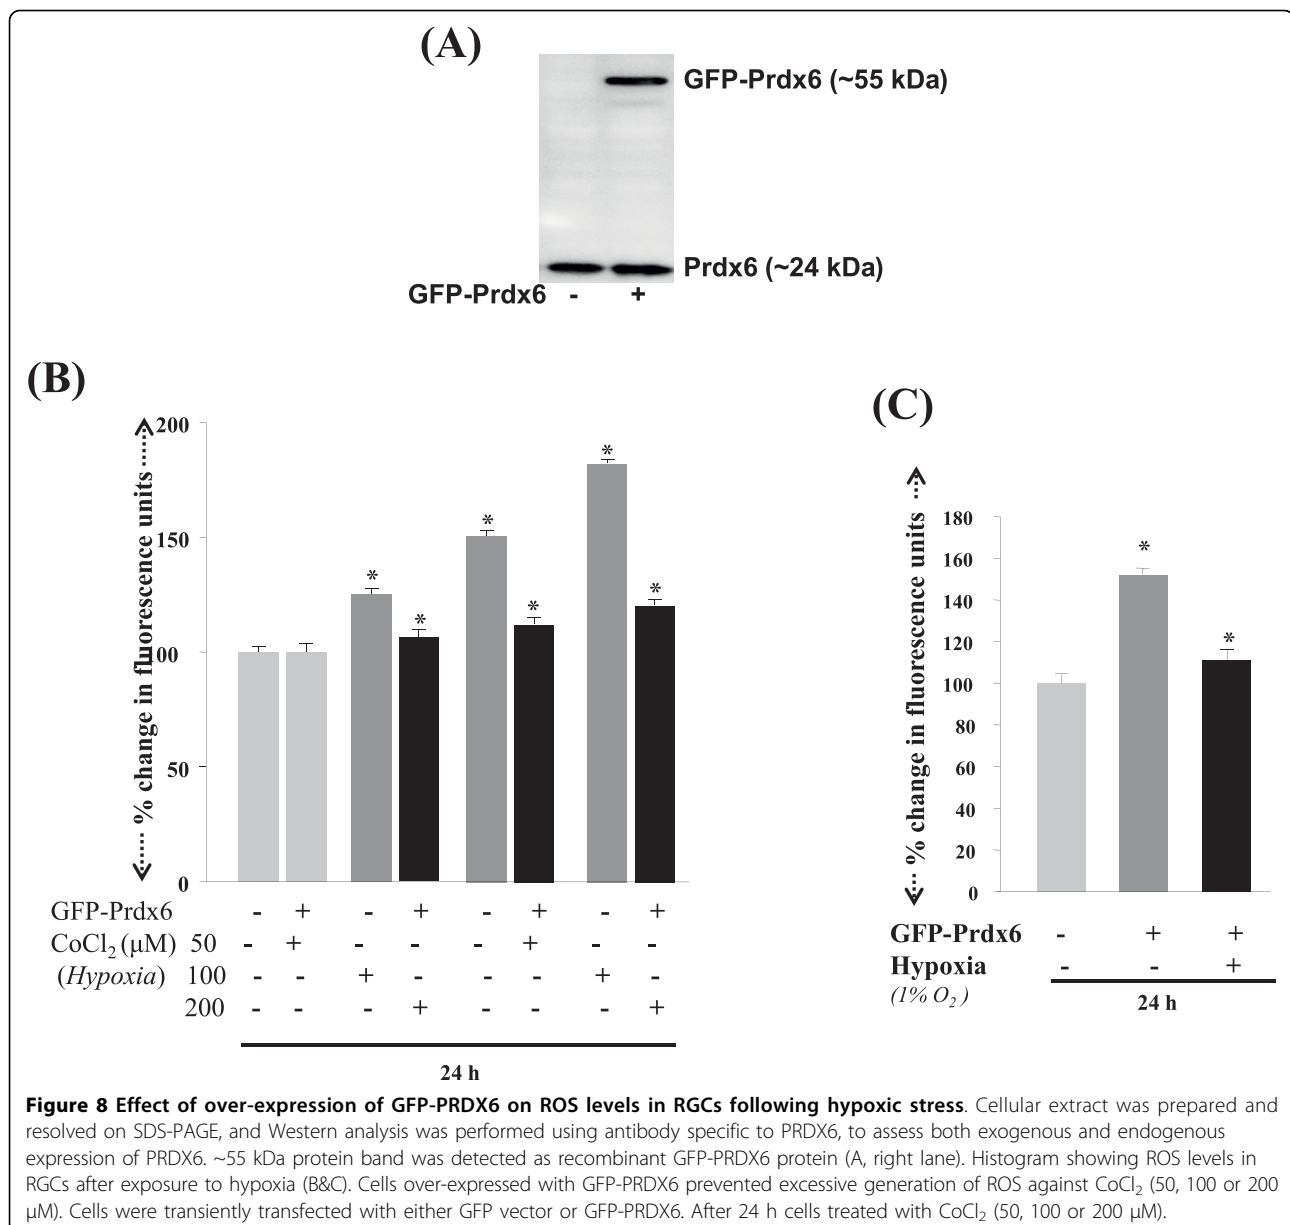 (A)
GFP-Prdx6 (~55 kDa)
Prdx6 (~24 kDa)
GFP-Prdx6 - +
(B)
% change in fluorescence units
200
150
100
50
0
* * * * * *
GFP-Prdx6 - + - + - + - +
CoCl₂ (µM) 50 - + - - - + - -
(Hypoxia) 100 - - + - - - + -
200 - - - + - - - +
24 h
(C)
% change in fluorescence units
180
160
140
120
100
80
60
40
20
0
* *
GFP-Prdx6 - + +
Hypoxia - - +
(1% O₂ )
24 h
Figure 8 Effect of over-expression of GFP-PRDX6 on ROS levels in RGCs following hypoxic stress. Cellular extract was prepared and
resolved on SDS-PAGE, and Western analysis was performed using antibody specific to PRDX6, to assess both exogenous and endogenous
expression of PRDX6. ~55 kDa protein band was detected as recombinant GFP-PRDX6 protein (A, right lane). Histogram showing ROS levels in
RGCs after exposure to hypoxia (B&C). Cells over-expressed with GFP-PRDX6 prevented excessive generation of ROS against CoCl₂ (50, 100 or 200
µM). Cells were transiently transfected with either GFP vector or GFP-PRDX6. After 24 h cells treated with CoCl₂ (50, 100 or 200 µM).